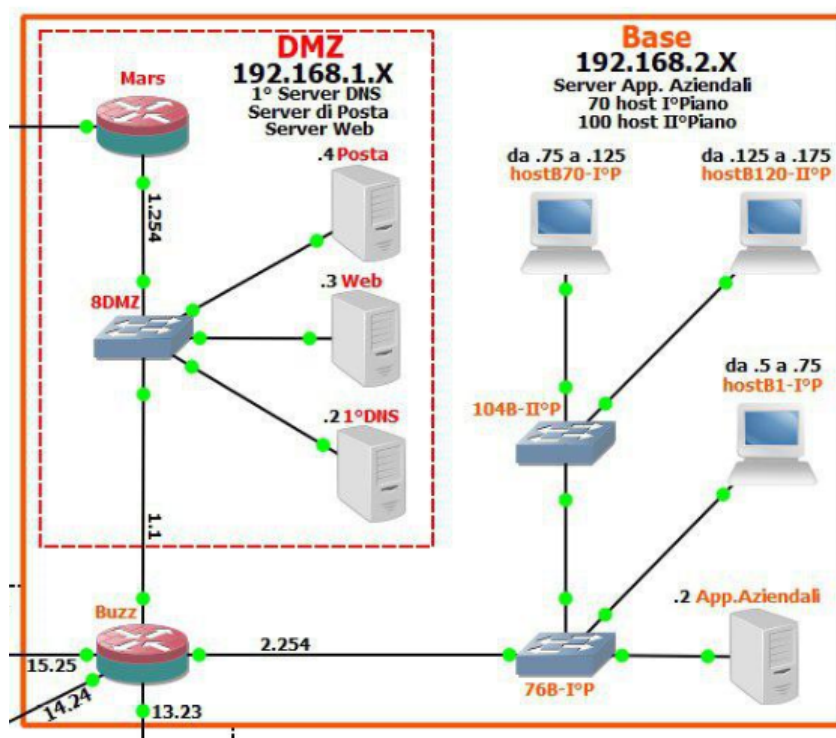 DMZ
192.168.1.X
1° Server DNS
Server di Posta
Server Web
Mars
1.254
.4 Posta
8DMZ
.3 Web
.2 1°DNS
1.1
Base
192.168.2.X
Server App. Aziendali
70 host I°Piano
100 host II°Piano
da .75 a .125
hostB70-I°P
da .125 a .175
hostB120-II°P
104B-II°P
da .5 a .75
hostB1-I°P
.2 App.Aziendali
76B-I°P
Buzz
2.254
15.25
14.24
13.23